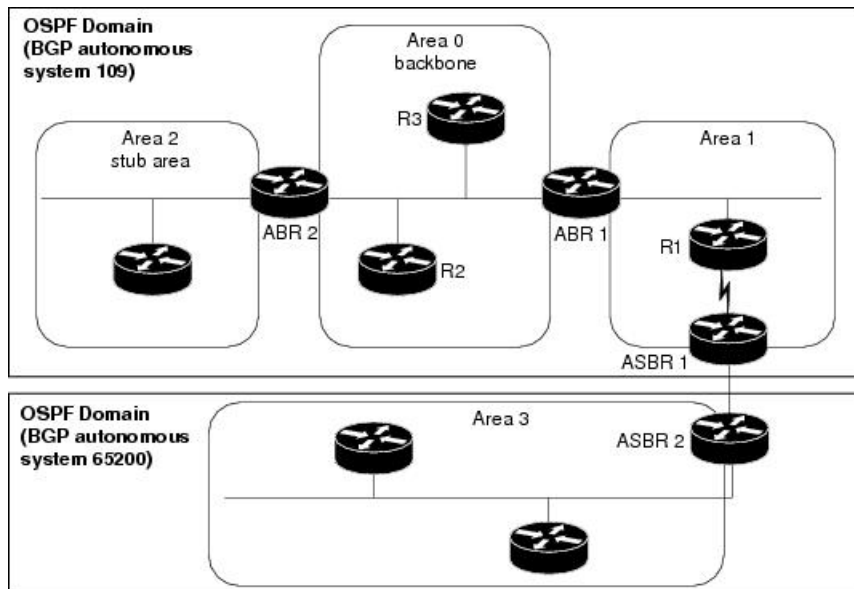 OSPF Domain
(BGP autonomous
system 109)
Area 0
backbone
R3
Area 2
stub area
Area 1
ABR 2
ABR 1
R1
R2
ASBR 1
OSPF Domain
(BGP autonomous
system 65200)
Area 3
ASBR 2